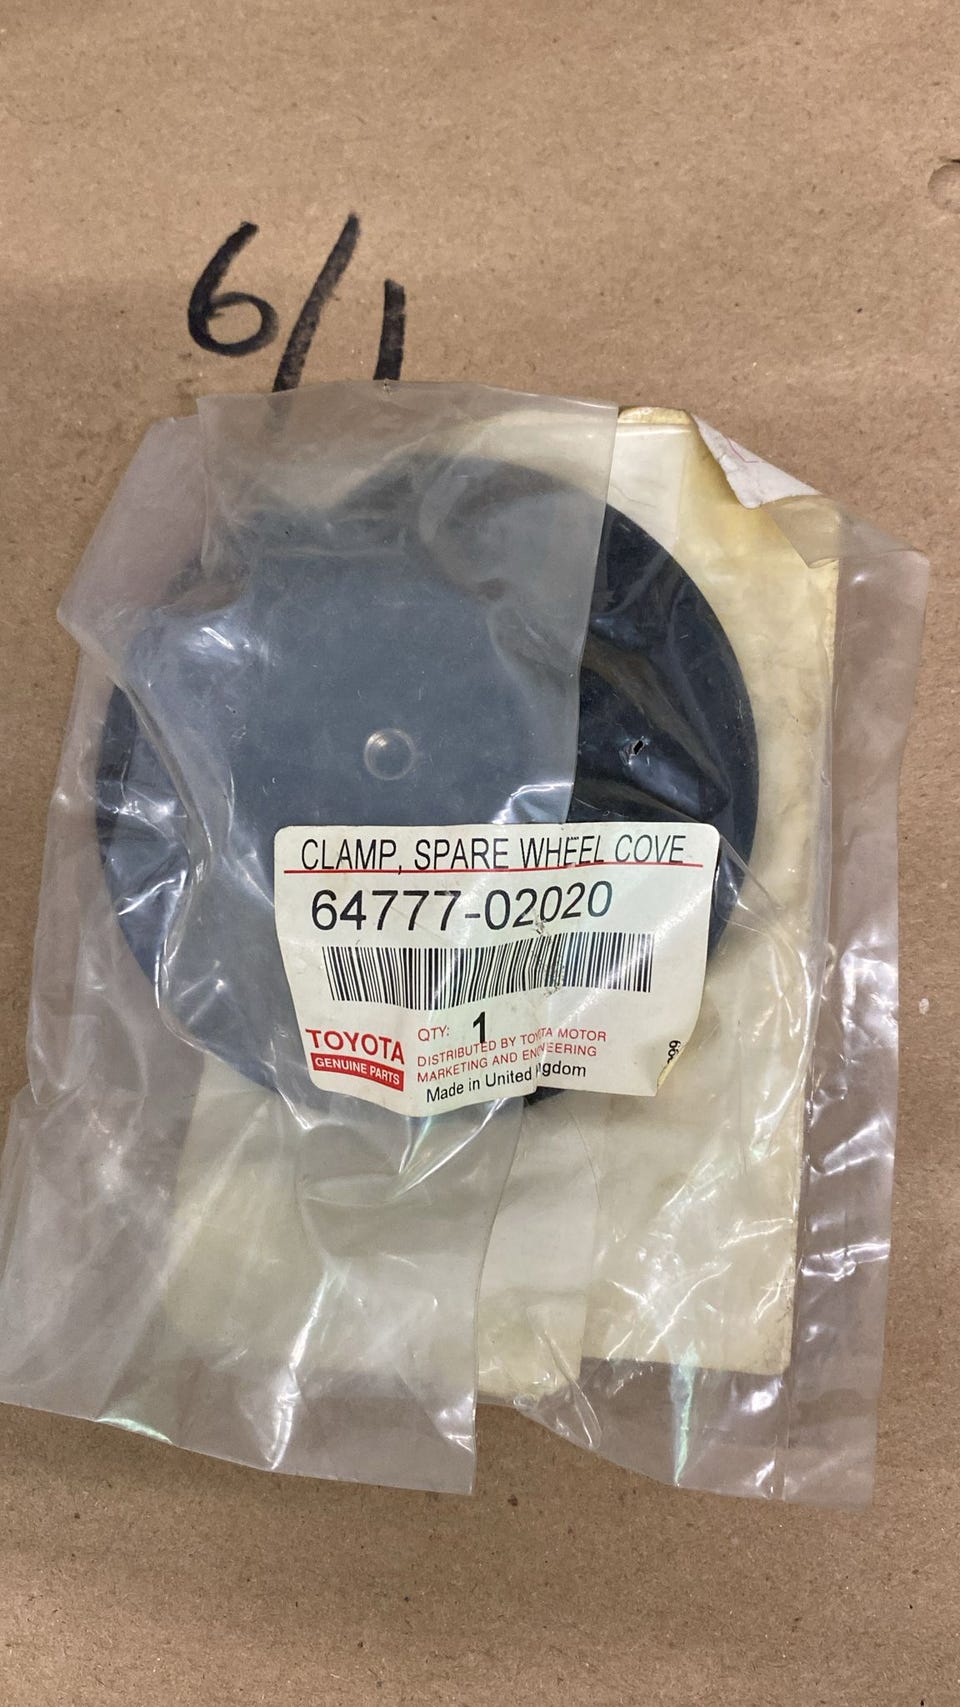 6/1
CLAMP, SPARE WHEEL COVE
64777-02020
QTY: 1
TOYOTA
GENUINE PARTS
DISTRIBUTED BY TOYOTA MOTOR
MARKETING AND ENGINEERING
Made in United